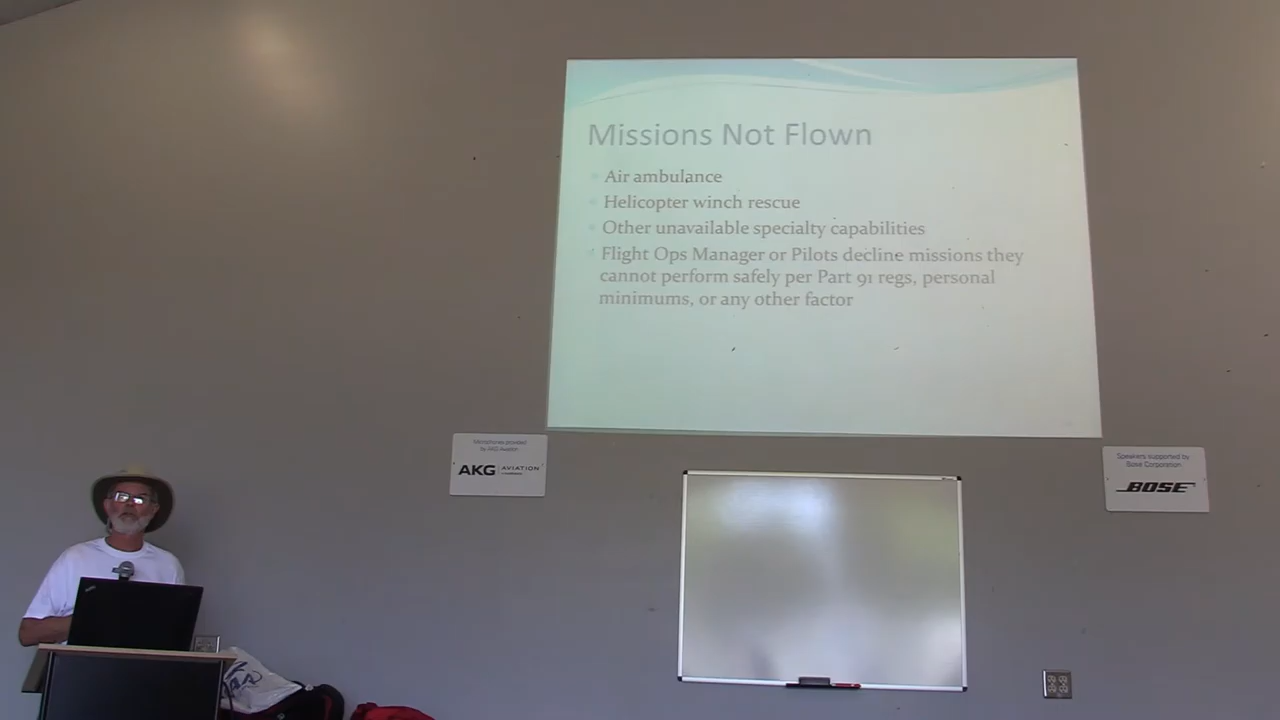 Missions Not Flown
Air ambulance
Helicopter winch rescue
Other unavailable specialty capabilities
Flight Ops Manager or Pilots decline missions they
cannot perform safely per Part 91 regs, personal
minimums, or any other factor
Microphones provided
by AKG Aviation
AKG AVIATION
Speakers supported by
Bose Corporation
BOSE